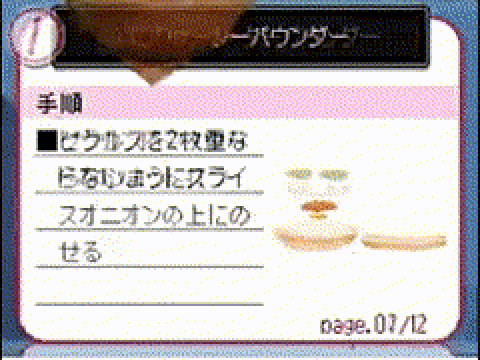 パウンダー
手順
■ピクルスを2枚重な
らないようにスライ
スオニオンの上にの
せる
page.07/12